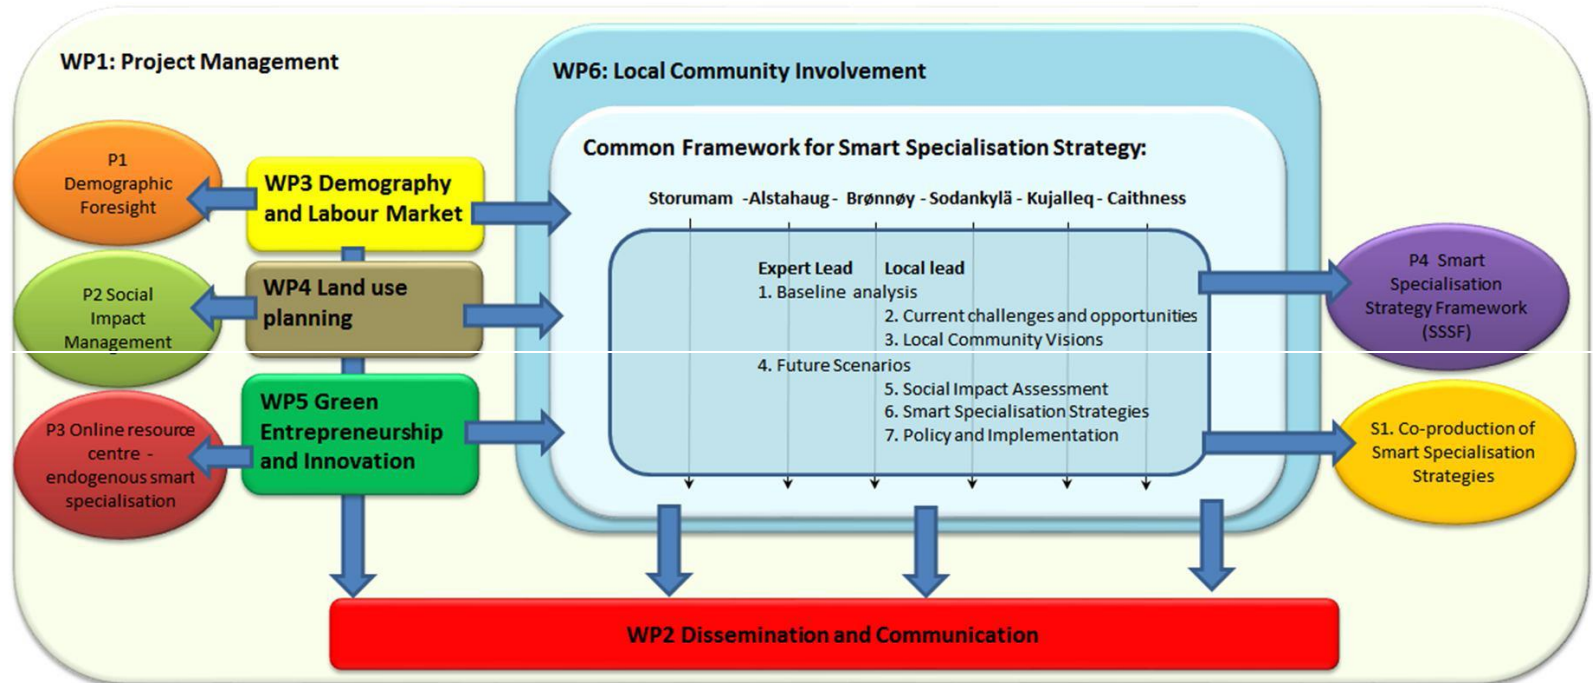 WP1: Project Management
WP6: Local Community Involvement
P1
Demographic
Foresight
WP3 Demography
and Labour Market
P2 Social
Impact
Management
WP4 Land use
planning
P3 Online resource
centre -
endogenous smart
specialisation
WP5 Green
Entrepreneurship
and Innovation
Common Framework for Smart Specialisation Strategy:
Storumam -Alstahaug - Brønnøy - Sodankylä - Kujalleq - Caithness
Expert Lead Local lead
1. Baseline analysis
2. Current challenges and opportunities
3. Local Community Visions
4. Future Scenarios
5. Social Impact Assessment
6. Smart Specialisation Strategies
7. Policy and Implementation
P4 Smart
Specialisation
Strategy Framework
(SSSF)
S1. Co-production of
Smart Specialisation
Strategies
WP2 Dissemination and Communication